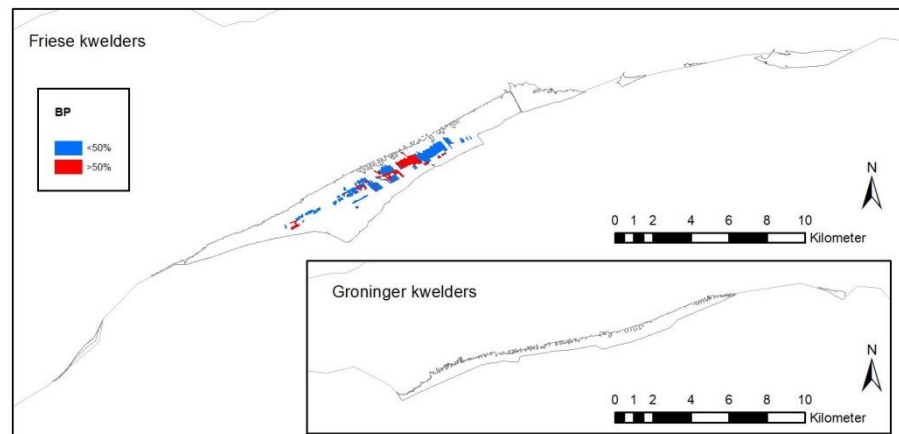 Friese kwelders
BP
<50%
>50%
N
0 1 2 4 6 8 10
Kilometer
Groninger kwelders
N
0 1 2 4 6 8 10
Kilometer